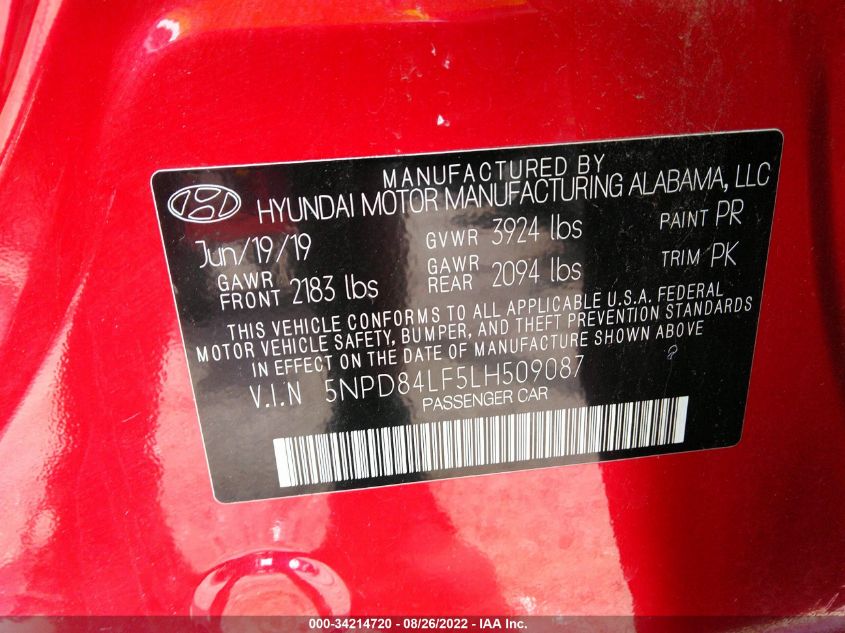 MANUFACTURED BY
HYUNDAI MOTOR MANUFACTURING ALABAMA, LLC
Jun/19/19 GVWR 3924 lbs PAINT PR
GAWR FRONT 2183 lbs GAWR REAR 2094 lbs TRIM PK
THIS VEHICLE CONFORMS TO ALL APPLICABLE U.S.A. FEDERAL
MOTOR VEHICLE SAFETY, BUMPER, AND THEFT PREVENTION STANDARDS
IN EFFECT ON THE DATE OF MANUFACTURE SHOWN ABOVE
V.I.N 5NPD84LF5LH509087
PASSENGER CAR
000-34214720 - 08/26/2022 - IAA Inc.